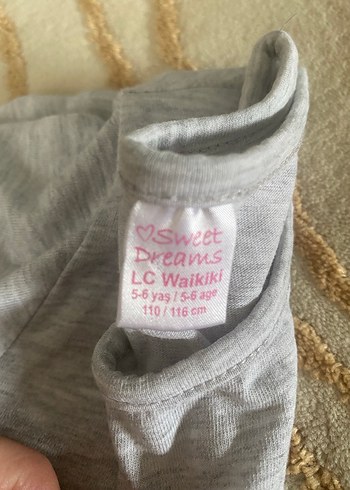 ♡Sweet
Dreams
LC Waikiki
5-6 yaş / 5-6 age
110 / 116 cm